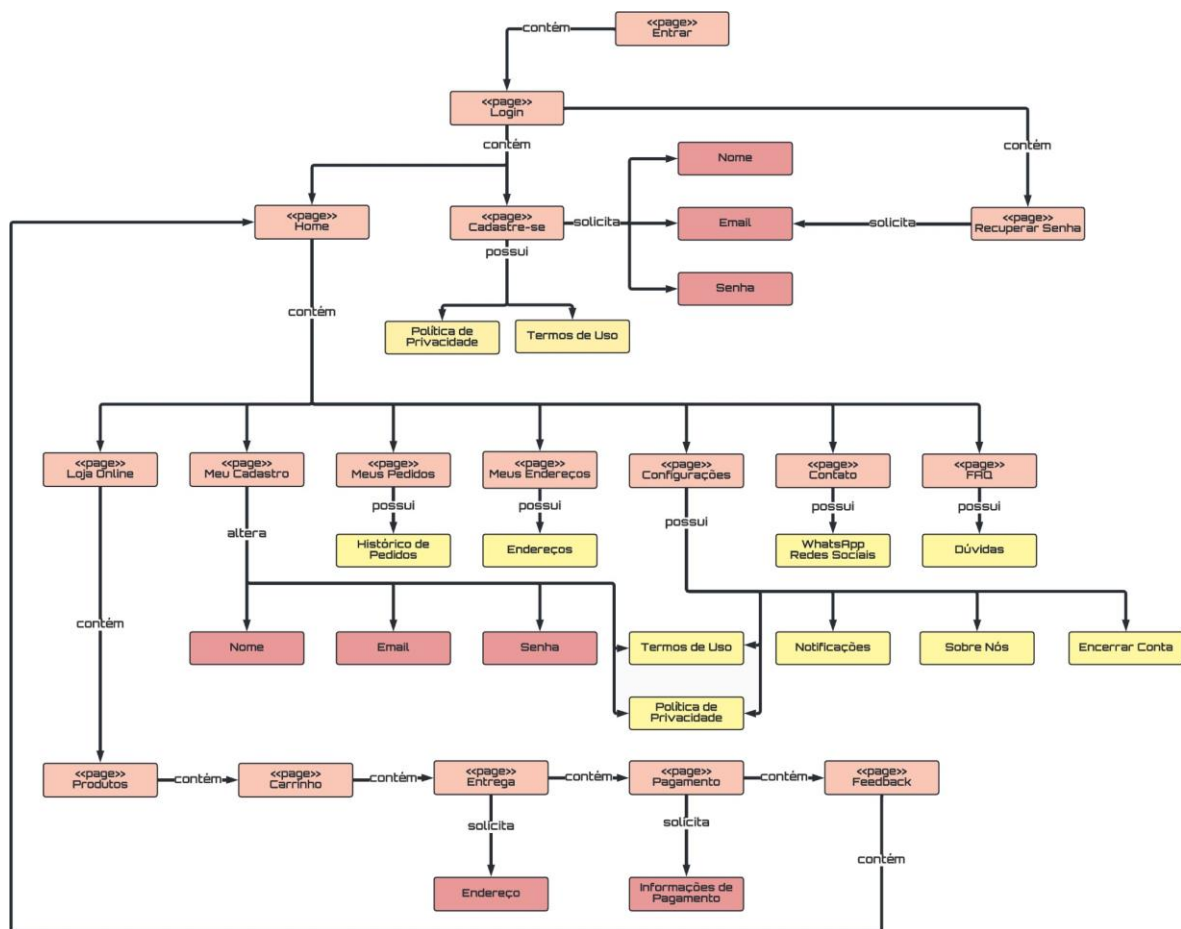 <<page>>
Entrar
contém
<<page>>
Login
contém
contém
Nome
<<page>>
Home
<<page>>
Cadastre-se
solicita
Email
solicita
<<page>>
Recuperar Senha
possui
Senha
contém
Política de
Privacidade
Termos de Uso
<<page>>
Loja Online
<<page>>
Meu Cadastro
<<page>>
Meus Pedidos
<<page>>
Meus Endereços
<<page>>
Configurações
<<page>>
Contato
<<page>>
FAQ
altera
possui
possui
possui
possui
possui
Histórico de
Pedidos
Endereços
WhatsApp
Redes Sociais
Dúvidas
contém
Nome
Email
Senha
Termos de Uso
Notificações
Sobre Nós
Encerrar Conta
Política de
Privacidade
<<page>>
Produtos
contém
<<page>>
Carrinho
contém
<<page>>
Entrega
contém
<<page>>
Pagamento
contém
<<page>>
Feedback
solicita
solicita
contém
Endereço
Informações de
Pagamento